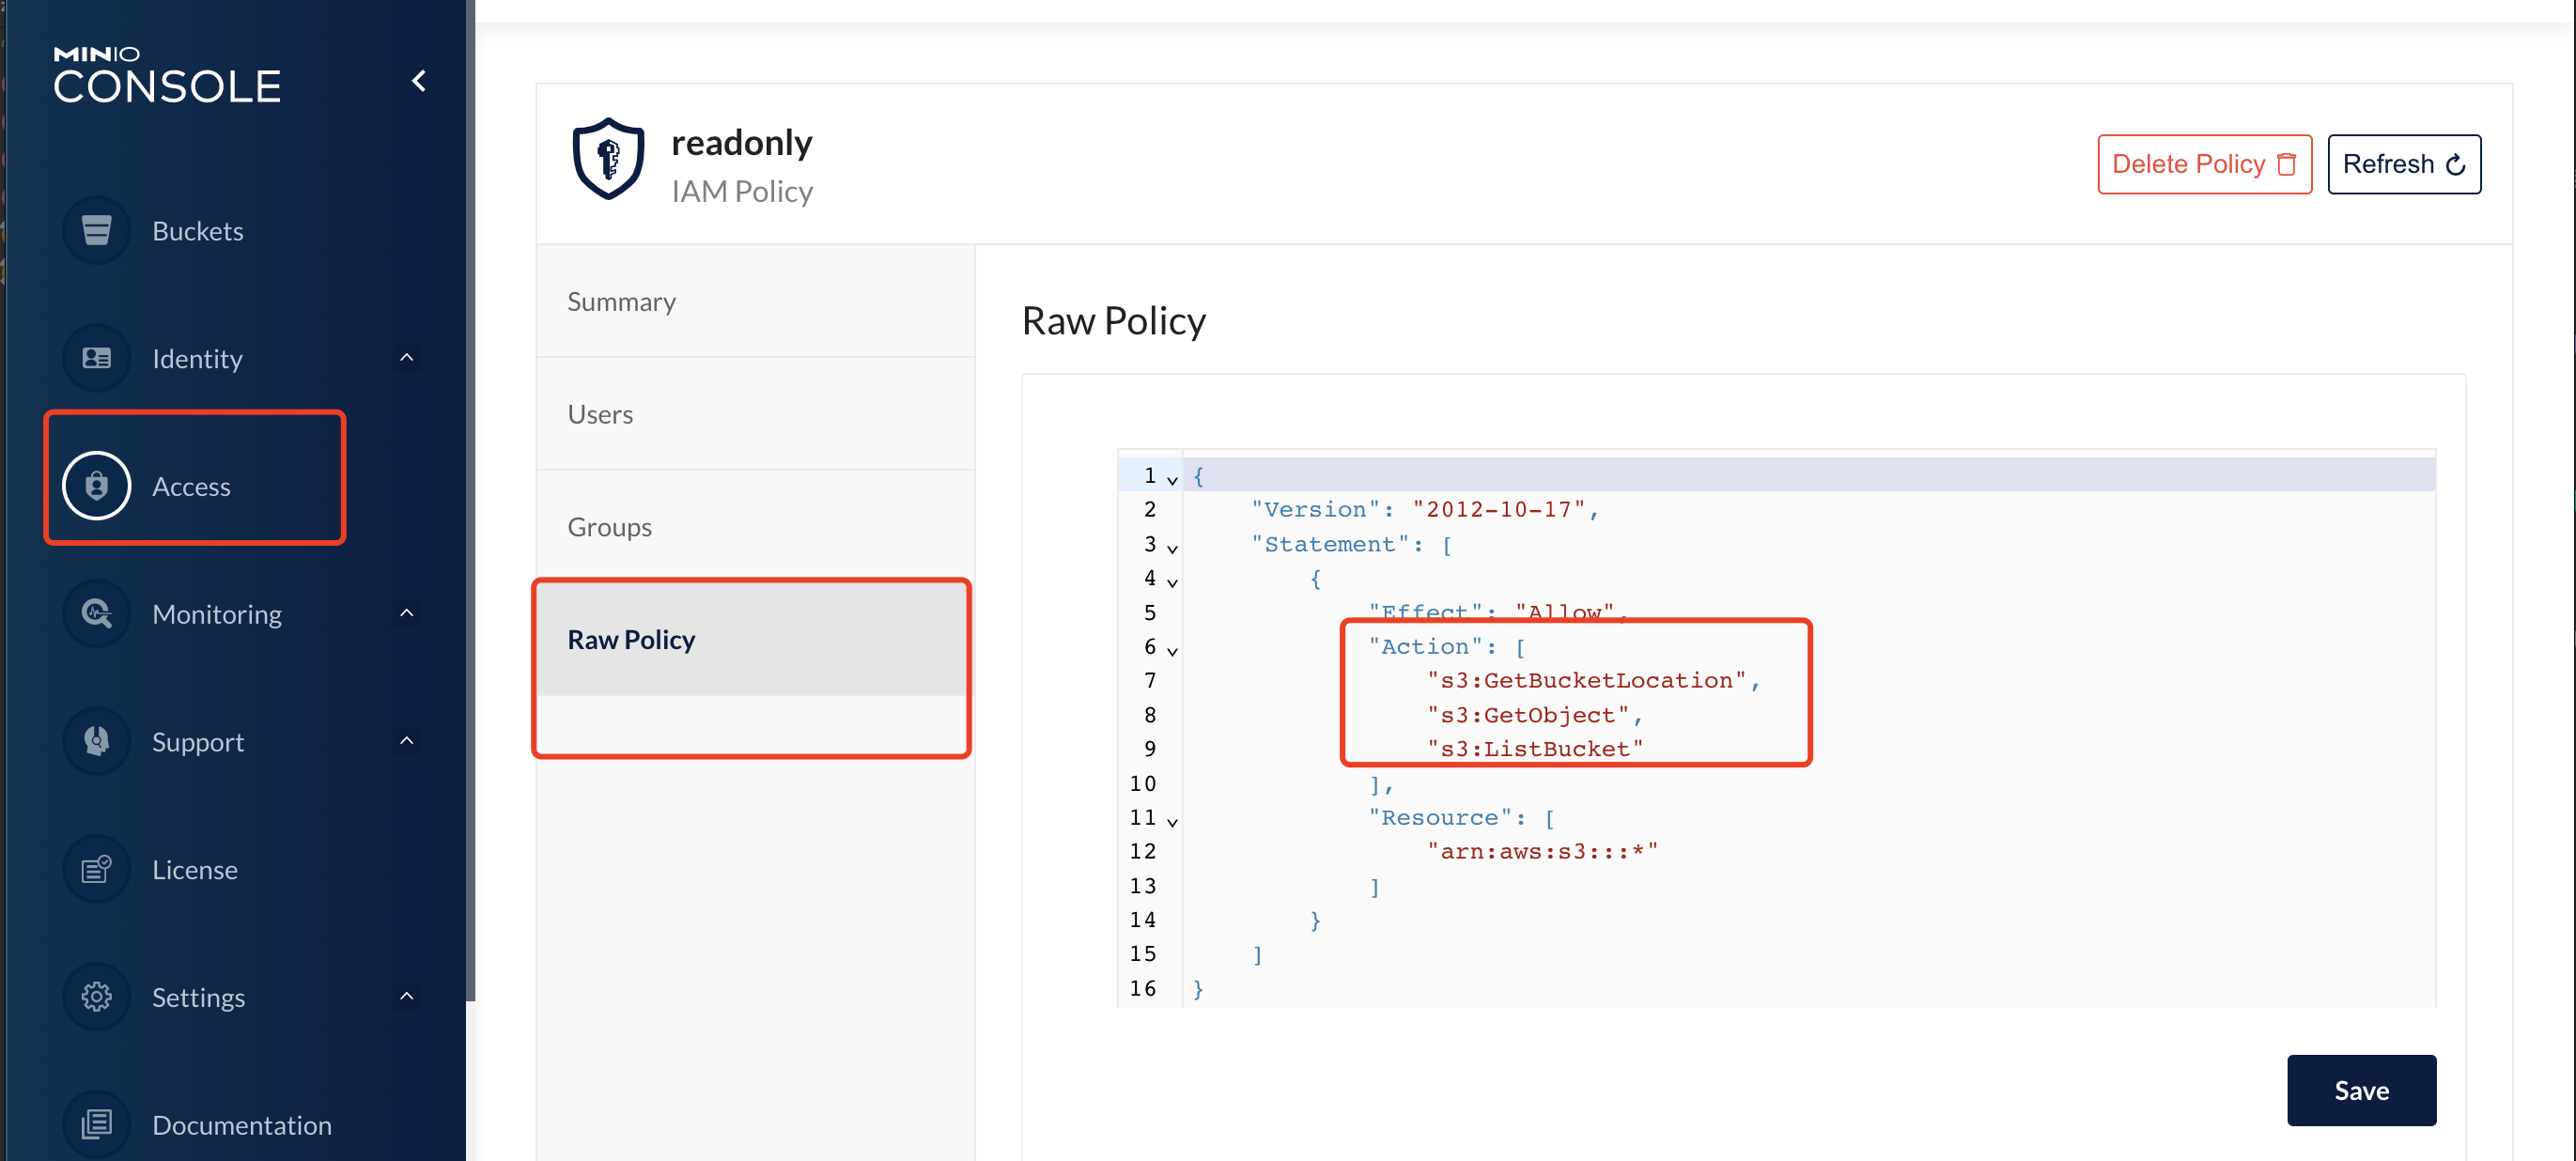 MINIO
CONSOLE
Buckets
Identity
Access
Monitoring
Support
License
Settings
Documentation
readonly
IAM Policy
Delete Policy
Refresh
Summary
Users
Groups
Raw Policy
Raw Policy
1 {
2 "Version": "2012-10-17",
3 "Statement": [
4 {
5 "Effect": "Allow",
6 "Action": [
7 "s3:GetBucketLocation",
8 "s3:GetObject",
9 "s3:ListBucket"
10 ],
11 "Resource": [
12 "arn:aws:s3:::*"
13 ]
14 }
15 ]
16 }
Save